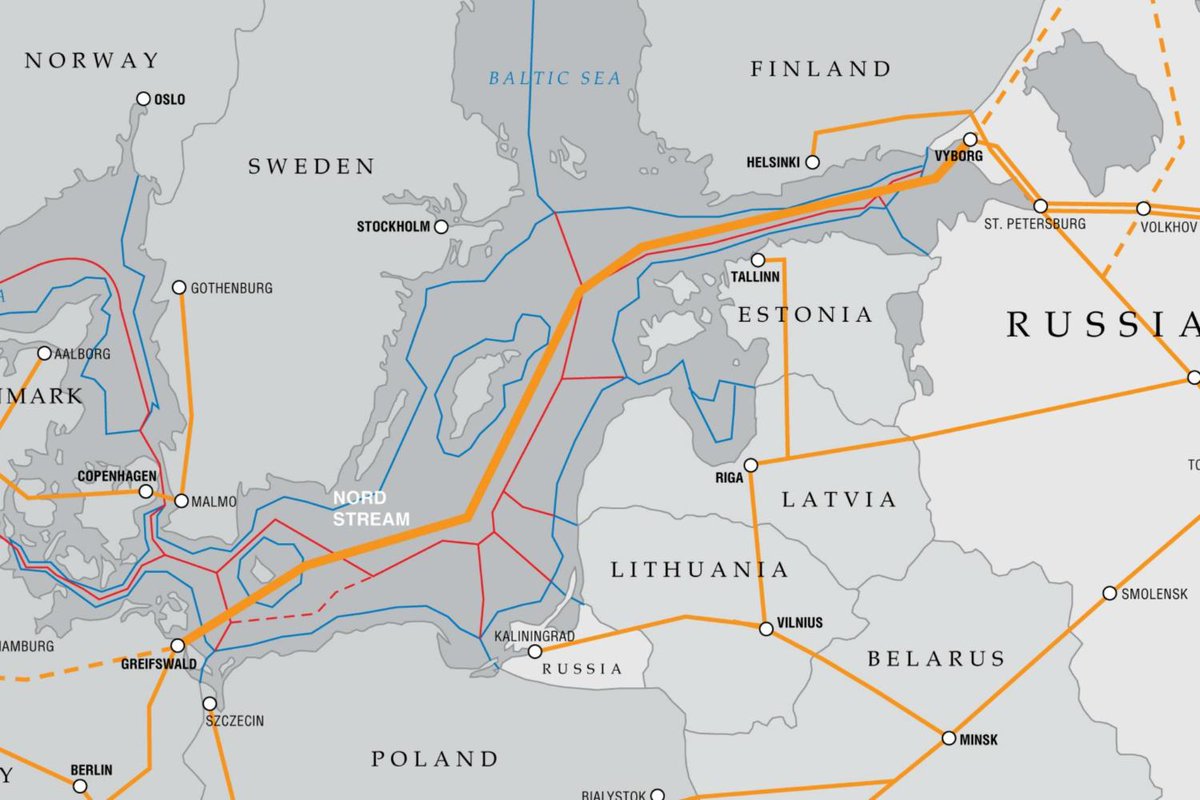 NORWAY
BALTIC SEA
FINLAND
OSLO
VYBORG
HELSINKI
SWEDEN
STOCKHOLM
ST. PETERSBURG
VOLKHOV
TALLINN
GOTHENBURG
ESTONIA
RUSSIA
AALBORG
NMARK
COPENHAGEN
MALMO
NORD
STREAM
RIGA
LATVIA
LITHUANIA
SMOLENSK
VILNIUS
KALININGRAD
RUSSIA
BELARUS
HAMBURG
GREIFSWALD
SZCZECIN
POLAND
MINSK
BERLIN
Y
BIALYSTOK